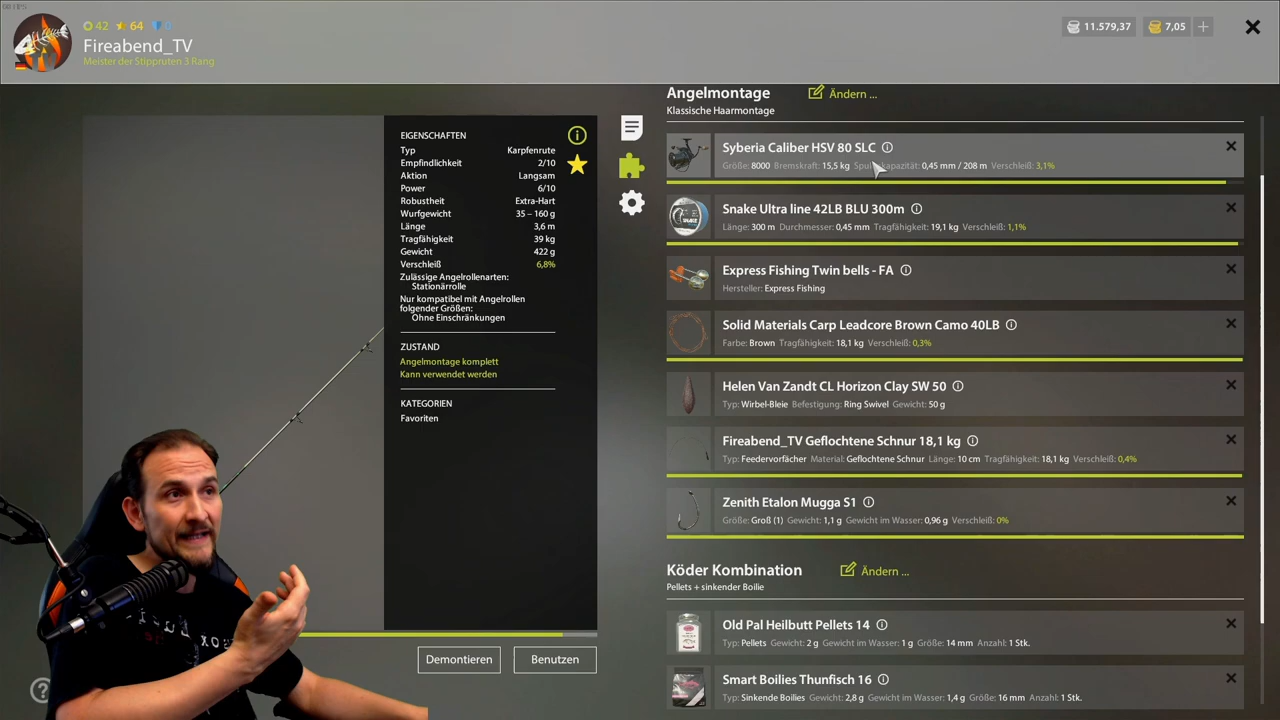 42 64 0
Fireabend_TV
Meister der Stippruten 3 Rang
11.579,37 7,05
EIGENSCHAFTEN
Typ Karpfenrute
Empfindlichkeit 2/10
Aktion Langsam
Power 6/10
Robustheit Extra-Hart
Wurfgewicht 35 – 160 g
Länge 3,6 m
Tragfähigkeit 39 kg
Gewicht 422 g
Verschleiß 6,8%
Zulässige Angelrollenarten:
Stationärrolle
Nur kompatibel mit Angelrollen
folgender Größen:
Ohne Einschränkungen
ZUSTAND
Angelmontage komplett
Kann verwendet werden
KATEGORIEN
Favoriten
Demontieren Benutzen
Angelmontage Ändern ...
Klassische Haarmontage
Syberia Caliber HSV 80 SLC
Größe: 8000 Bremskraft: 15,5 kg 0,45 mm / 208 m Verschleiß: 3,1%
Snake Ultra line 42LB BLU 300m
Länge: 300 m Durchmesser: 0,45 mm Tragfähigkeit: 19,1 kg Verschleiß: 1,1%
Express Fishing Twin bells - FA
Hersteller: Express Fishing
Solid Materials Carp Leadcore Brown Camo 40LB
Farbe: Brown Tragfähigkeit: 18,1 kg Verschleiß: 0,3%
Helen Van Zandt CL Horizon Clay SW 50
Typ: Wirbel-Bleie Befestigung: Ring Swivel Gewicht: 50 g
Fireabend_TV Geflochtene Schnur 18,1 kg
Typ: Feedervorfächer Material: Geflochtene Schnur Länge: 10 cm Tragfähigkeit: 18,1 kg Verschleiß: 0,4%
Zenith Etalon Mugga S1
Größe: Groß (1) Gewicht: 1,1 g Gewicht im Wasser: 0,96 g Verschleiß: 0%
Köder Kombination Ändern ...
Pellets + sinkender Boilie
Old Pal Heilbutt Pellets 14
Typ: Pellets Gewicht: 2 g Gewicht im Wasser: 1 g Größe: 14 mm Anzahl: 1 Stk.
Smart Boilies Thunfisch 16
Typ: Sinkende Boilies Gewicht: 2,8 g Gewicht im Wasser: 1,4 g Größe: 16 mm Anzahl: 1 Stk.